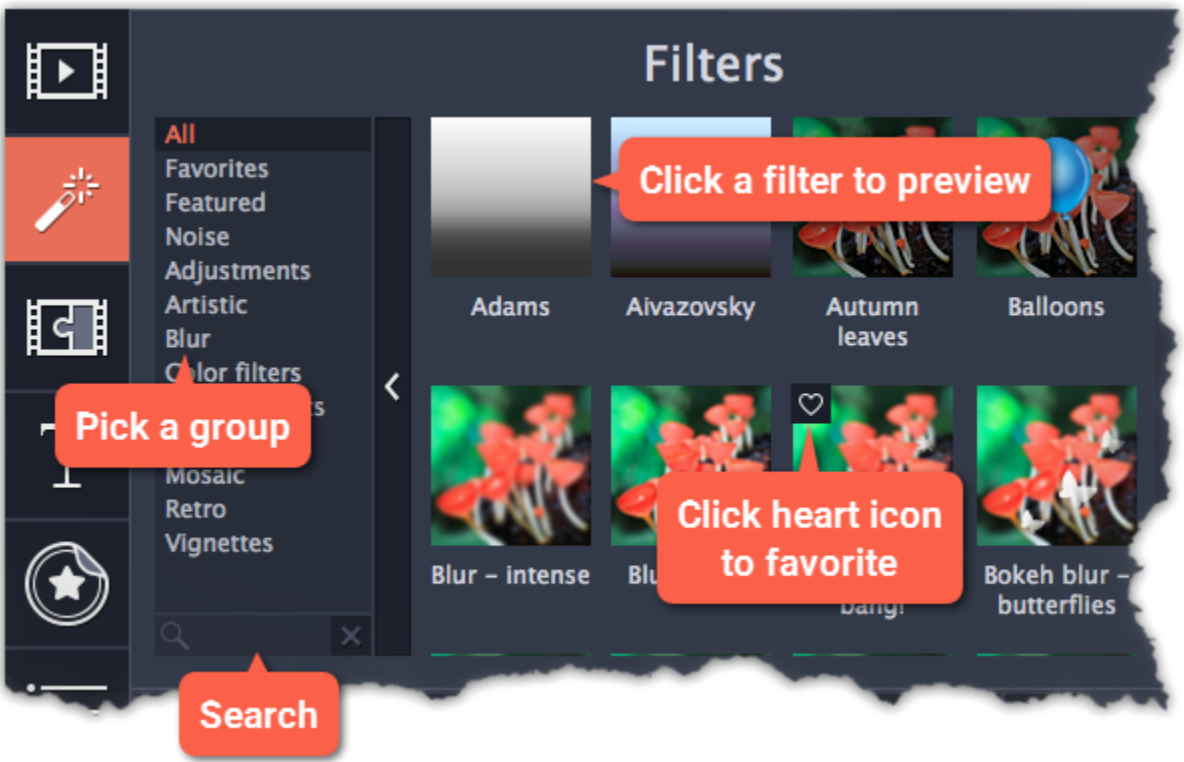 Filters
All
Favorites
Featured
Noise
Adjustments
Artistic
Blur
Color filters
Pick a group
Mosaic
Retro
Vignettes
Search
Click a filter to preview
Adams
Aivazovsky
Autumn
leaves
Balloons
Click heart icon
to favorite
Blur – intense
Bokeh blur –
butterflies
bang!